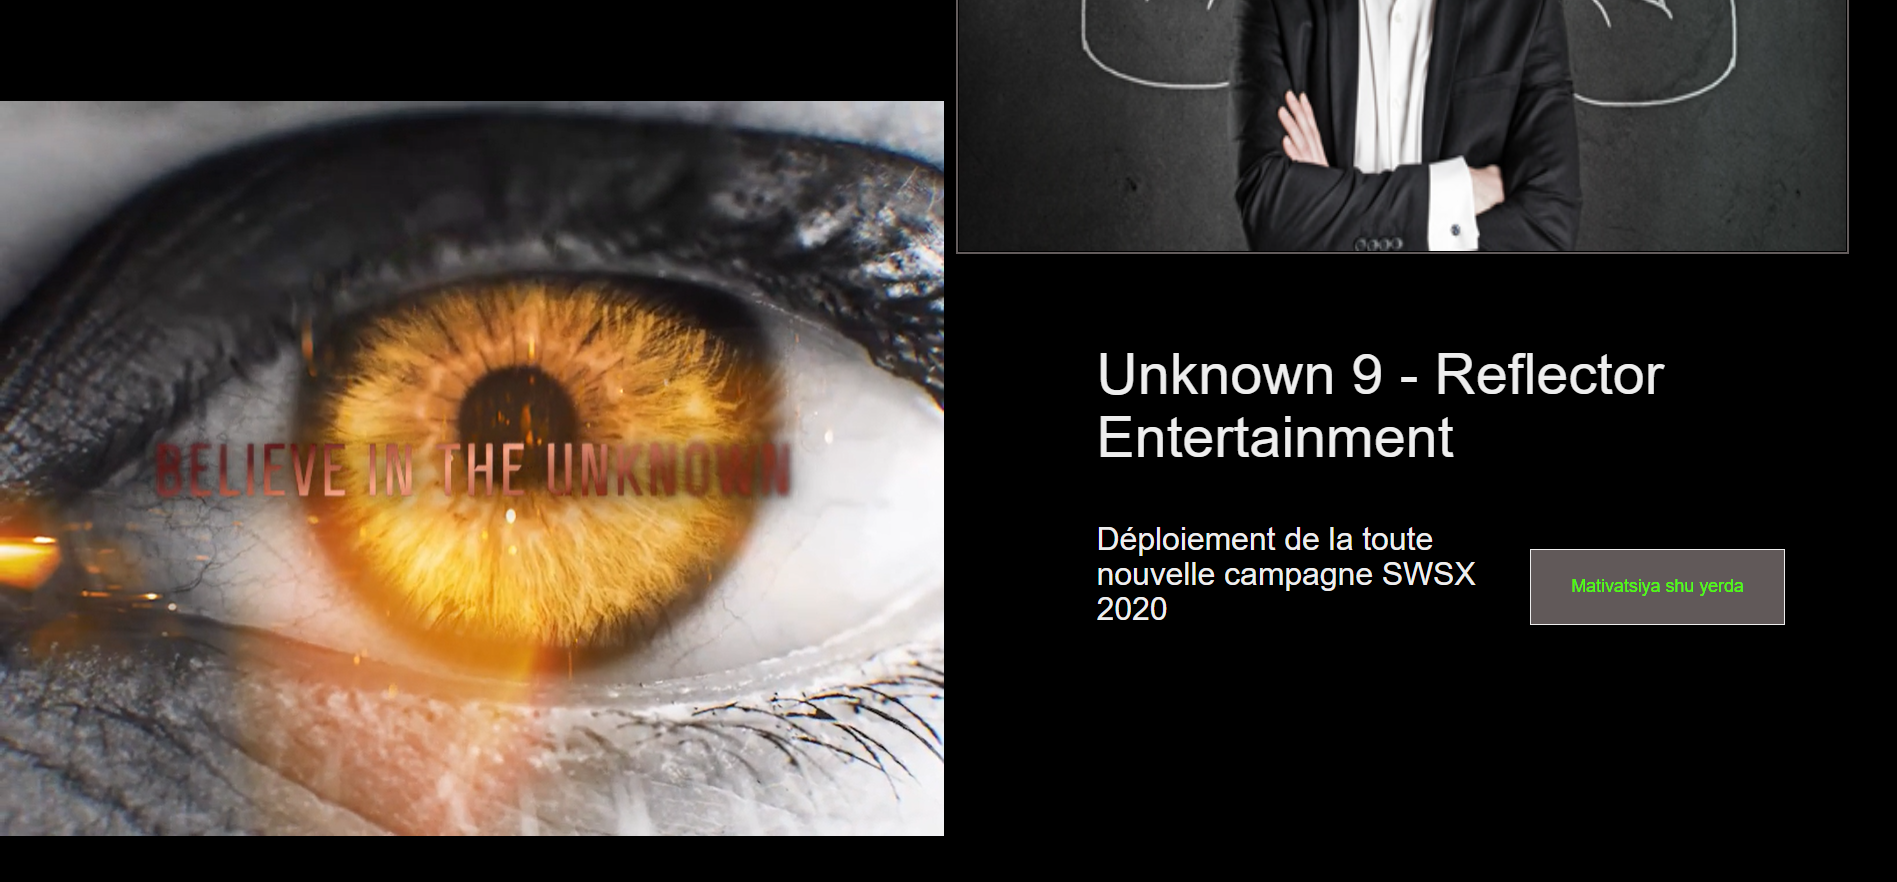 BELIEVE IN THE UNKNOWN
Unknown 9 - Reflector
Entertainment
Déploiement de la toute
nouvelle campagne SWSX
2020
Mativatsiya shu yerda